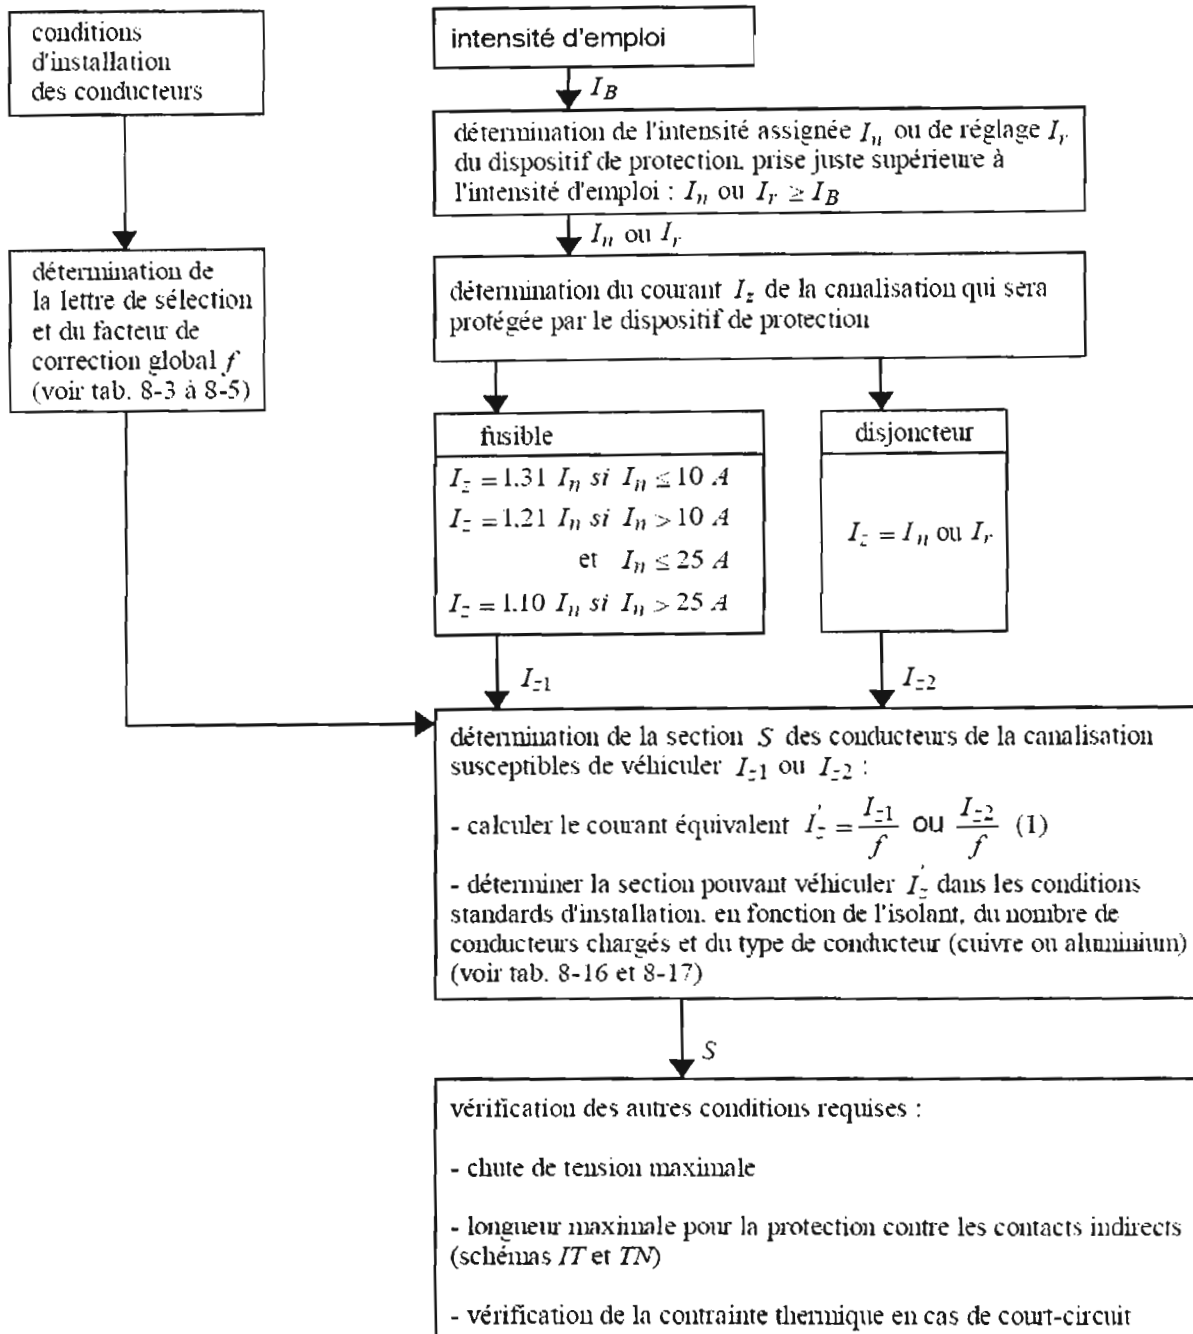 conditions
d'installation
des conducteurs
intensité d'emploi
I_B
détermination de l'intensité assignée I_n ou de réglage I_r
du dispositif de protection, prise juste supérieure à
l'intensité d'emploi : I_n ou I_r ≥ I_B
I_n ou I_r
détermination de
la lettre de sélection
et du facteur de
correction global f
(voir tab. 8-3 à 8-5)
détermination du courant I_z de la canalisation qui sera
protégée par le dispositif de protection
fusible
I_z = 1.31 I_n si I_n ≤ 10 A
I_z = 1.21 I_n si I_n > 10 A
et I_n ≤ 25 A
I_z = 1.10 I_n si I_n > 25 A
disjoncteur
I_z = I_n ou I_r
I_z1
I_z2
détermination de la section S des conducteurs de la canalisation
susceptibles de véhiculer I_z1 ou I_z2 :
- calculer le courant équivalent I'_z = I_z1/f ou I_z2/f (1)
- déterminer la section pouvant véhiculer I'_z dans les conditions
standards d'installation, en fonction de l'isolant, du nombre de
conducteurs chargés et du type de conducteur (cuivre ou aluminium)
(voir tab. 8-16 et 8-17)
S
vérification des autres conditions requises :
- chute de tension maximale
- longueur maximale pour la protection contre les contacts indirects
(schémas IT et TN)
- vérification de la contrainte thermique en cas de court-circuit